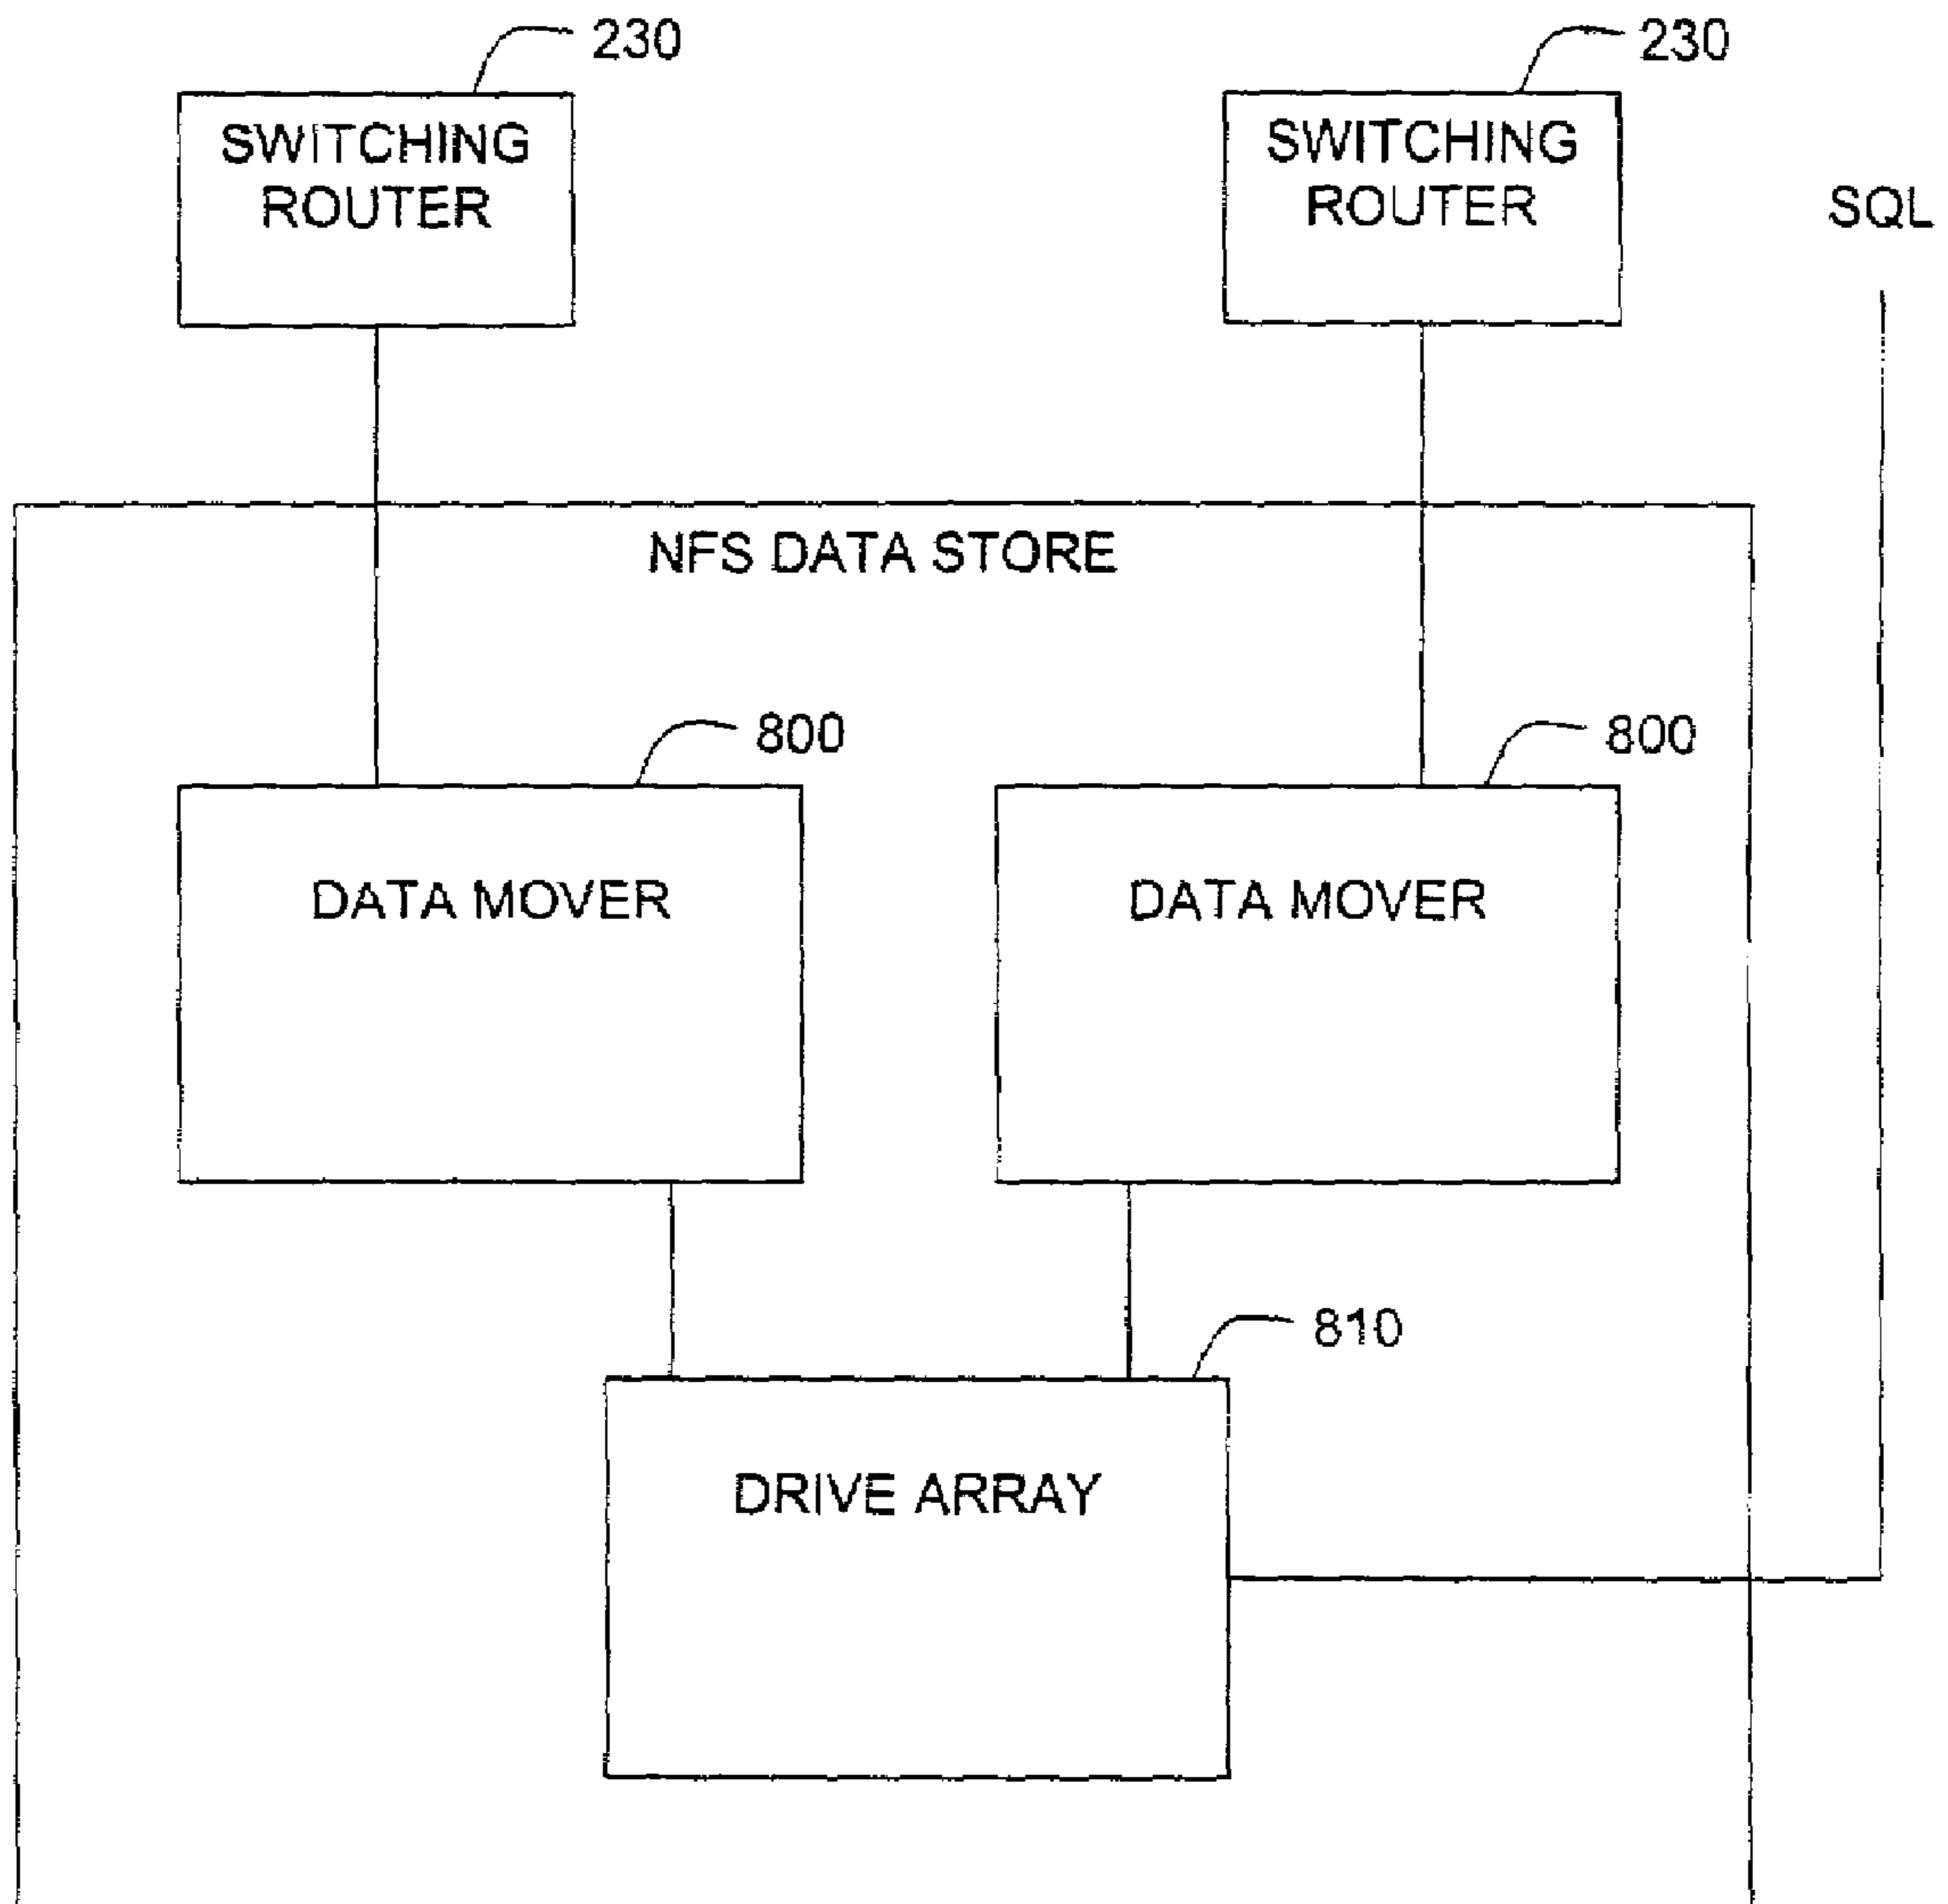 230
230
SWITCHING
ROUTER
SWITCHING
ROUTER
SQL
NFS DATA STORE
800
800
DATA MOVER
DATA MOVER
810
DRIVE ARRAY